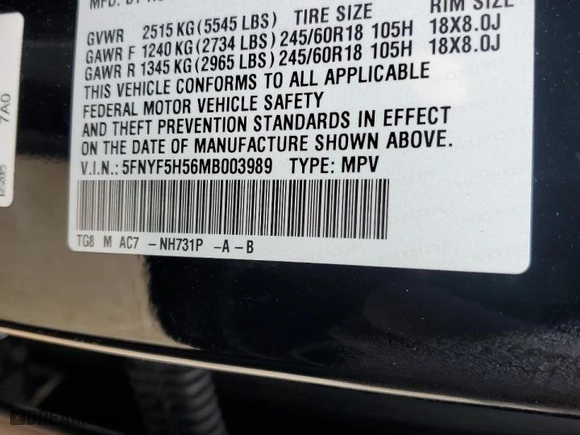 RIM SIZE
GVWR 2515 KG (5545 LBS) TIRE SIZE
GAWR F 1240 KG (2734 LBS) 245/60R18 105H 18X8.0J
GAWR R 1345 KG (2965 LBS) 245/60R18 105H 18X8.0J
THIS VEHICLE CONFORMS TO ALL APPLICABLE
FEDERAL MOTOR VEHICLE SAFETY
AND THEFT PREVENTION STANDARDS IN EFFECT
ON THE DATE OF MANUFACTURE SHOWN ABOVE.
V.I.N.: 5FNYF5H56MB003989 TYPE: MPV
TG8 M AC7 -NH731P -A-B
7A0